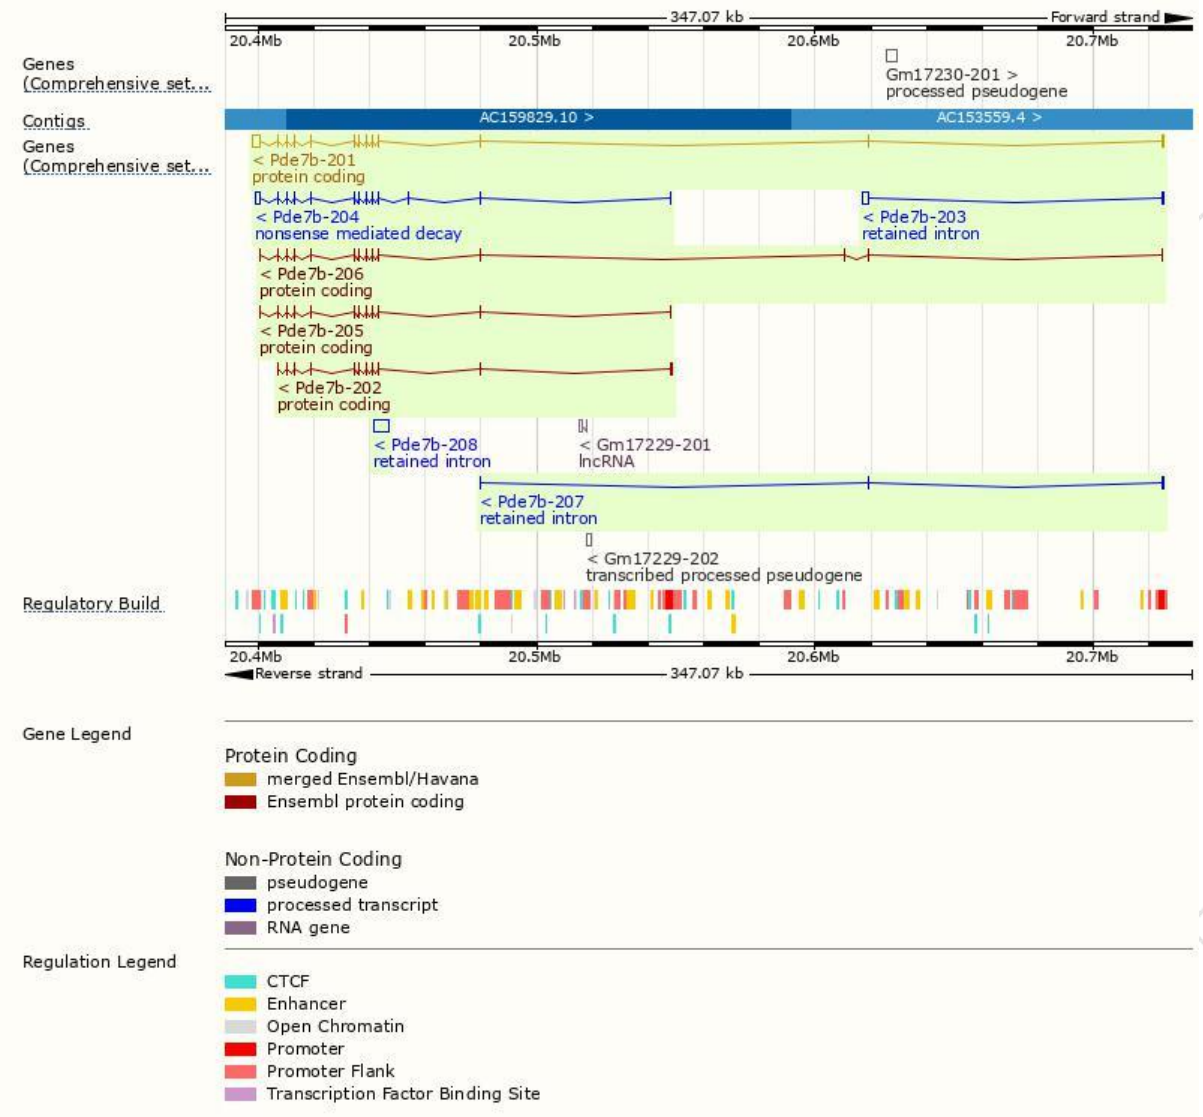 347.07 kb Forward strand
20.4Mb 20.5Mb 20.6Mb 20.7Mb
Genes
(Comprehensive set...
Gm17230-201 >
processed pseudogene
Contigs
AC159829.10 > AC153559.4 >
Genes
(Comprehensive set...
< Pde7b-201
protein coding
< Pde7b-204 < Pde7b-203
nonsense mediated decay retained intron
< Pde7b-206
protein coding
< Pde7b-205
protein coding
< Pde7b-202
protein coding
< Pde7b-208 < Gm17229-201
retained intron lncRNA
< Pde7b-207
retained intron
< Gm17229-202
transcribed processed pseudogene
Regulatory Build
20.4Mb 20.5Mb 20.6Mb 20.7Mb
Reverse strand 347.07 kb
Gene Legend
Protein Coding
merged Ensembl/Havana
Ensembl protein coding
Non-Protein Coding
pseudogene
processed transcript
RNA gene
Regulation Legend
CTCF
Enhancer
Open Chromatin
Promoter
Promoter Flank
Transcription Factor Binding Site